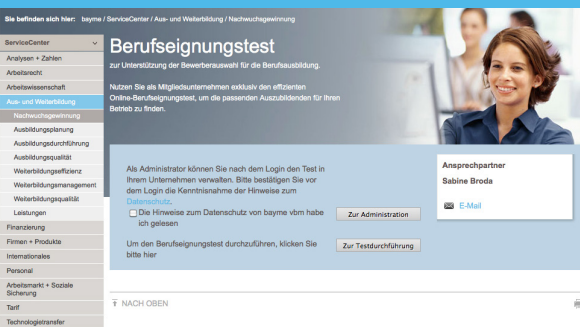 Sie befinden sich hier: bayme / ServiceCenter / Aus- und Weiterbildung / Nachwuchsgewinnung
ServiceCenter
Analysen + Zahlen
Arbeitsrecht
Arbeitswissenschaft
Aus- und Weiterbildung
Nachwuchsgewinnung
Ausbildungsplanung
Ausbildungsdurchführung
Ausbildungsqualität
Weiterbildungseffizienz
Weiterbildungsmanagement
Weiterbildungsqualität
Leistungen
Finanzierung
Firmen + Produkte
Internationales
Personal
Arbeitsmarkt + Soziale
Sicherung
Tarif
Technologietransfer
Berufseignungstest
zur Unterstützung der Bewerberauswahl für die Berufsausbildung.
Nutzen Sie als Mitgliedsunternehmen exklusiv den effizienten
Online-Berufseignungstest, um die passenden Auszubildenden für Ihren
Betrieb zu finden.
Als Administrator können Sie nach dem Login den Test in
Ihrem Unternehmen verwalten. Bitte bestätigen Sie vor
dem Login die Kenntnisnahme der Hinweise zum
Datenschutz.
Die Hinweise zum Datenschutz von bayme vbm habe
ich gelesen
Zur Administration
Um den Berufseignungstest durchzuführen, klicken Sie
bitte hier
Zur Testdurchführung
Ansprechpartner
Sabine Broda
E-Mail
NACH OBEN